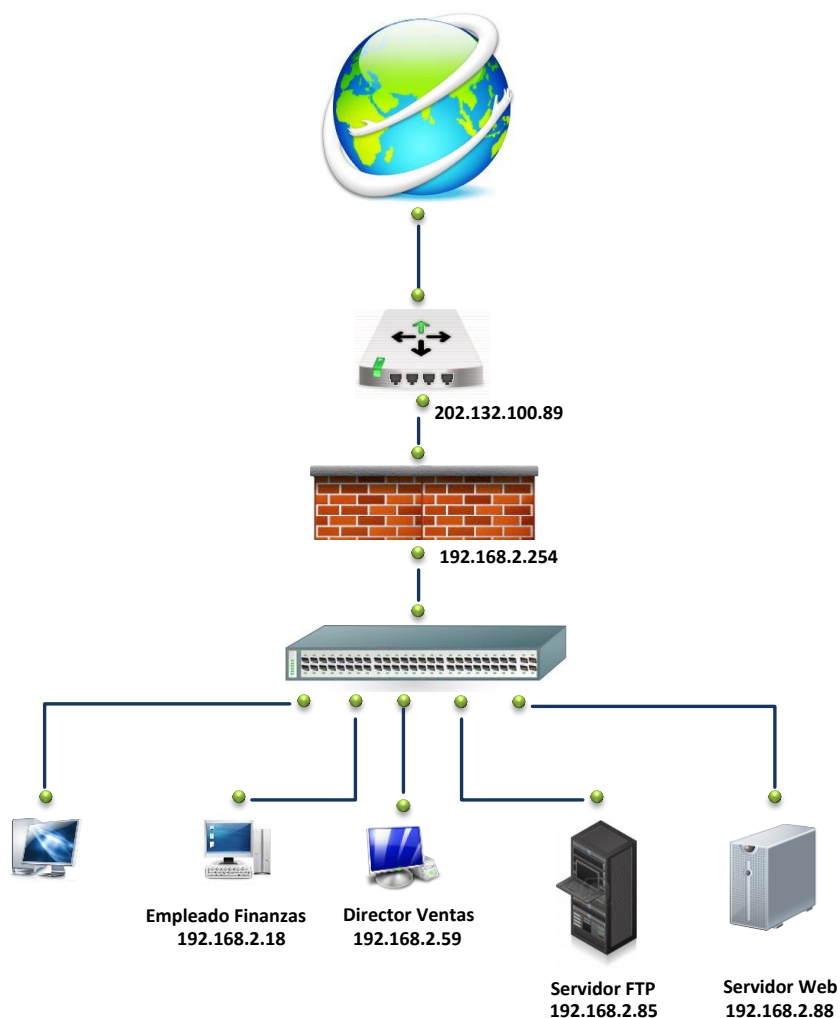 202.132.100.89
192.168.2.254
Empleado Finanzas
192.168.2.18
Director Ventas
192.168.2.59
Servidor FTP
192.168.2.85
Servidor Web
192.168.2.88